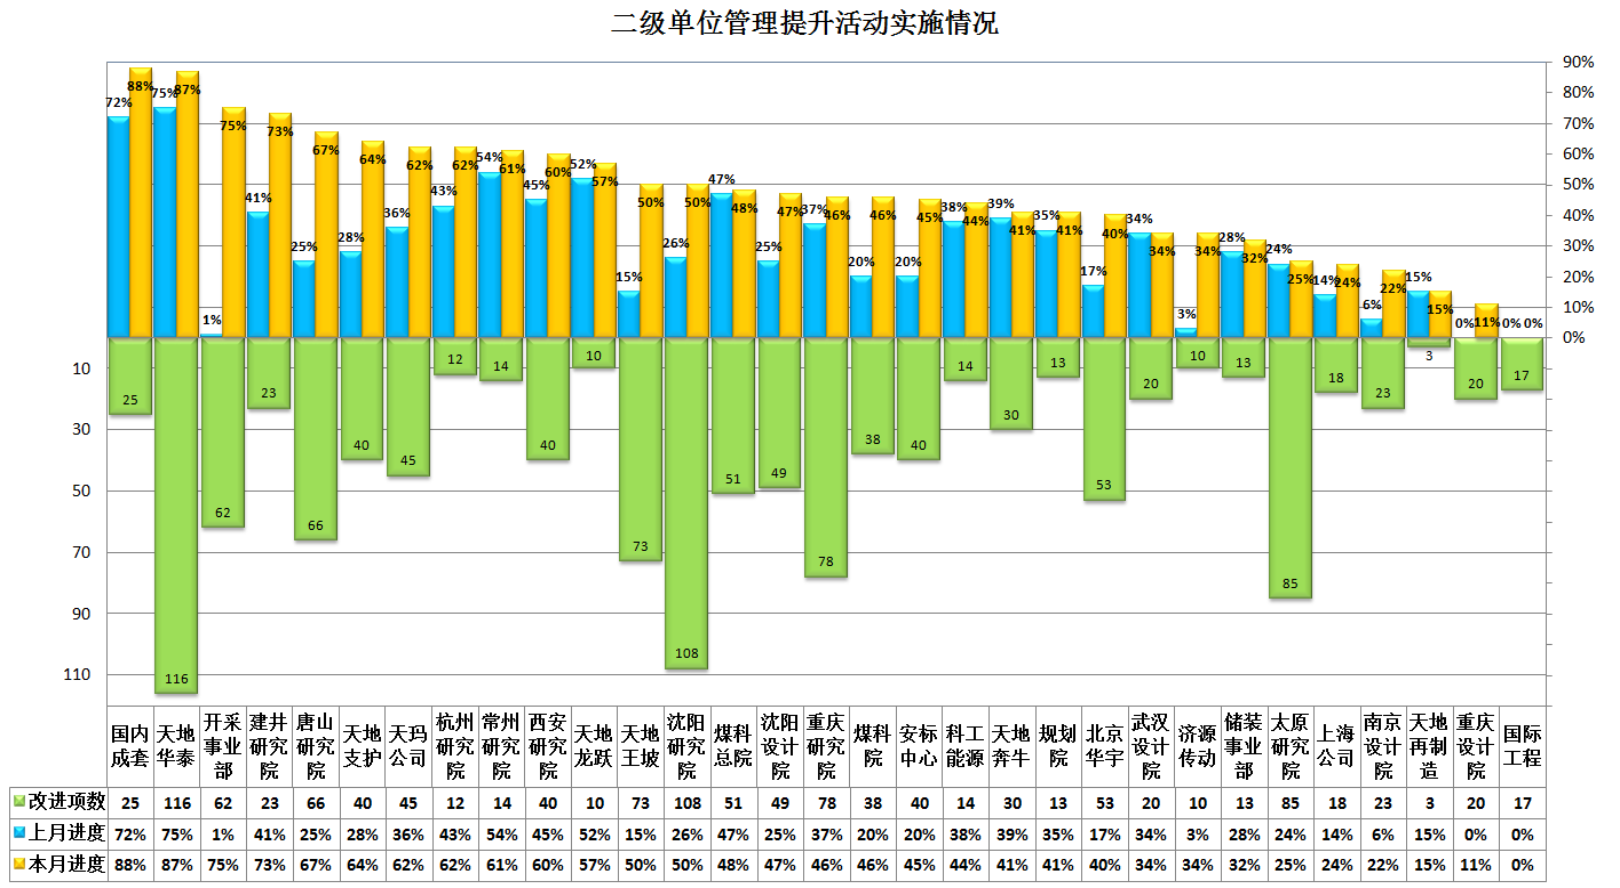 二级单位管理提升活动实施情况
90%
80%
70%
60%
50%
40%
30%
20%
10%
0%
10
30
50
70
90
110
72% 75% 1% 41% 25% 28% 36% 43% 54% 45% 52% 15% 26% 47% 25% 37% 20% 20% 38% 39% 35% 17% 34% 3% 28% 24% 14% 6% 15% 0% 0%
88% 87% 75% 73% 67% 64% 62% 62% 61% 60% 57% 50% 50% 48% 47% 46% 46% 45% 44% 41% 41% 40% 34% 34% 32% 25% 24% 22% 15% 11% 0%
25 116 62 23 66 40 45 12 14 40 10 73 108 51 49 78 38 40 14 30 13 53 20 10 13 85 18 23 3 20 17
国内成套
天地华泰
开采事业部
建井研究院
唐山研究院
天地支护
天玛公司
杭州研究院
常州研究院
西安研究院
天地龙跃
天地王坡
沈阳研究院
煤科总院
沈阳设计院
重庆研究院
煤科院
安标中心
科工能源
天地奔牛
规划院
北京华宇
武汉设计院
济源传动
储装事业部
太原研究院
上海公司
南京设计院
天地再制造
重庆设计院
国际工程
改进项数 25 116 62 23 66 40 45 12 14 40 10 73 108 51 49 78 38 40 14 30 13 53 20 10 13 85 18 23 3 20 17
上月进度 72% 75% 1% 41% 25% 28% 36% 43% 54% 45% 52% 15% 26% 47% 25% 37% 20% 20% 38% 39% 35% 17% 34% 3% 28% 24% 14% 6% 15% 0% 0%
本月进度 88% 87% 75% 73% 67% 64% 62% 62% 61% 60% 57% 50% 50% 48% 47% 46% 46% 45% 44% 41% 41% 40% 34% 34% 32% 25% 24% 22% 15% 11% 0%